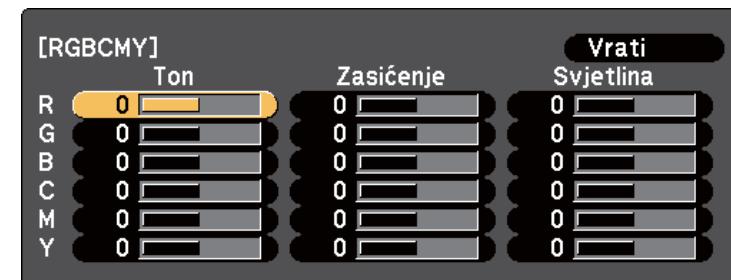 [RGBCMY] Vrati
Ton Zasićenje Svjetlina
R 0 0 0
G 0 0 0
B 0 0 0
C 0 0 0
M 0 0 0
Y 0 0 0